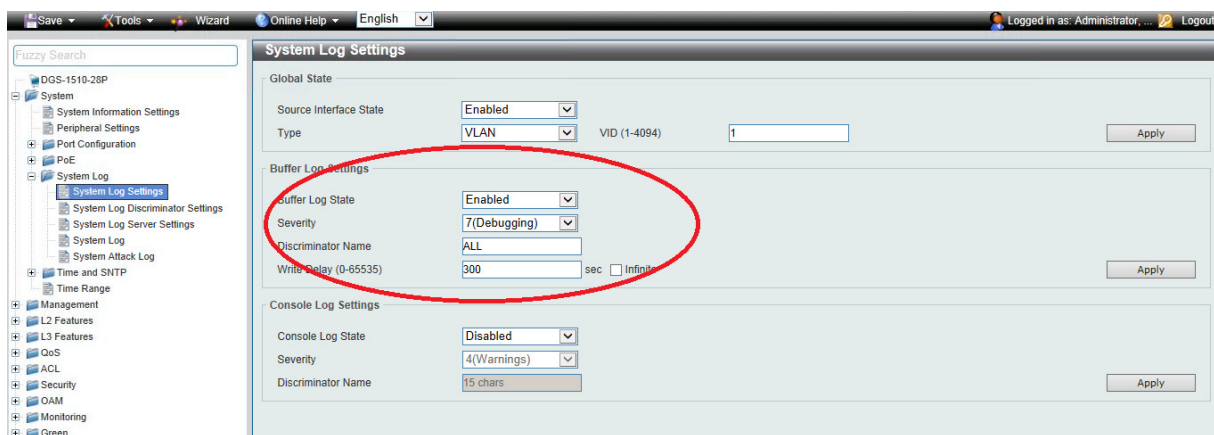 Save Tools Wizard Online Help English Logged in as: Administrator, ... Logout
Fuzzy Search
DGS-1510-28P
System
System Information Settings
Peripheral Settings
Port Configuration
PoE
System Log
System Log Settings
System Log Discriminator Settings
System Log Server Settings
System Log
System Attack Log
Time and SNTP
Time Range
Management
L2 Features
L3 Features
QoS
ACL
Security
OAM
Monitoring
Green
System Log Settings
Global State
Source Interface State Enabled
Type VLAN VID (1-4094) 1 Apply
Buffer Log Settings
Buffer Log State Enabled
Severity 7(Debugging)
Discriminator Name ALL
Write Delay (0-65535) 300 sec Infinite Apply
Console Log Settings
Console Log State Disabled
Severity 4(Warnings)
Discriminator Name 15 chars Apply